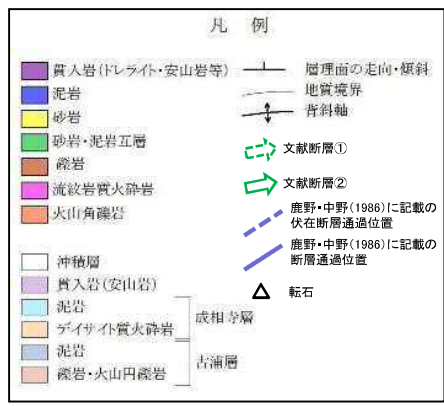 凡 例
貫入岩(ドレライト・安山岩等)
泥岩
砂岩
砂岩・泥岩互層
礫岩
流紋岩質火砕岩
火山角礫岩
沖積層
貫入岩(安山岩)
泥岩
デイサイト質火砕岩
成相寺層
泥岩
礫岩・火山円礫岩
古浦層
層理面の走向・傾斜
地質境界
背斜軸
文献断層①
文献断層②
鹿野・中野(1986)に記載の
伏在断層通過位置
鹿野・中野(1986)に記載の
断層通過位置
転石